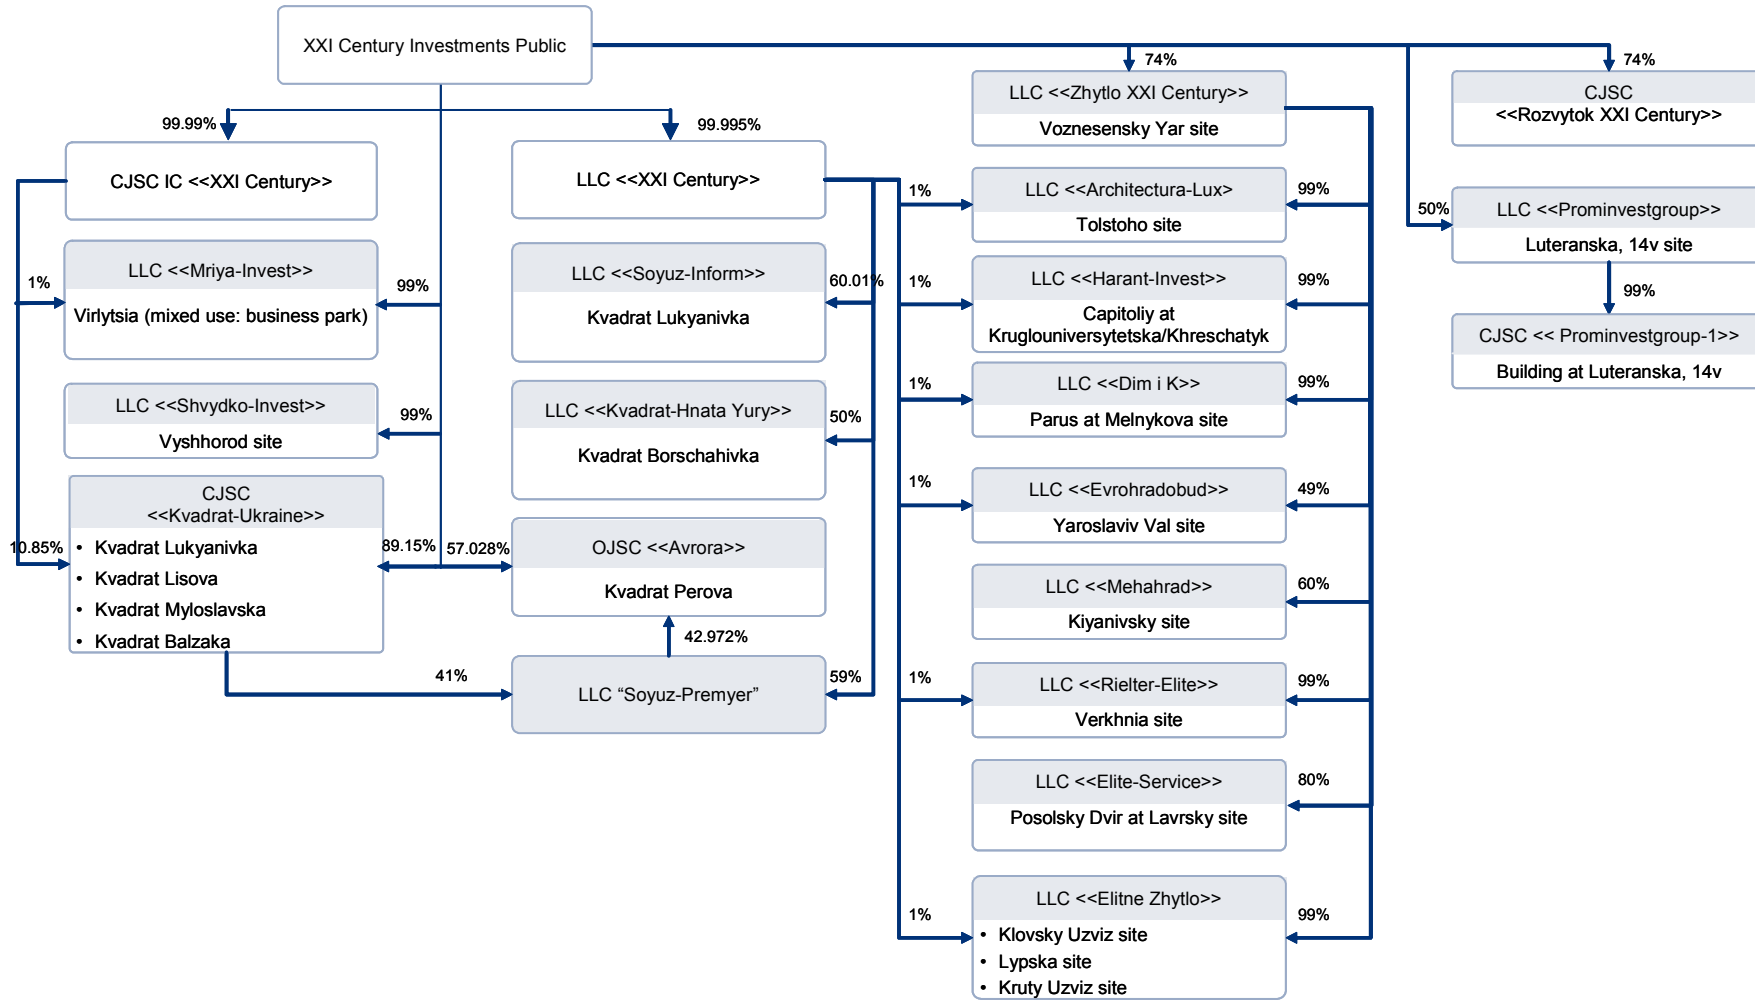 XXI Century Investments Public
74%
74%
LLC <<Zhytlo XXI Century>>
Voznesensky Yar site
CJSC
<<Rozvytok XXI Century>>
99.99%
99.995%
CJSC IC <<XXI Century>>
LLC <<XXI Century>>
1%
LLC <<Architectura-Lux>
Tolstoho site
99%
50%
LLC <<Prominvestgroup>>
Luteranska, 14v site
99%
CJSC << Prominvestgroup-1>>
Building at Luteranska, 14v
1%
LLC <<Mriya-Invest>>
Virlytsia (mixed use: business park)
99%
LLC <<Soyuz-Inform>>
Kvadrat Lukyanivka
60.01%
1%
LLC <<Harant-Invest>>
Capitoliy at
Kruglouniversytetska/Khreschatyk
99%
LLC <<Shvydko-Invest>>
Vyshhorod site
99%
LLC <<Kvadrat-Hnata Yury>>
Kvadrat Borschahivka
50%
1%
LLC <<Dim i K>>
Parus at Melnykova site
99%
10.85%
CJSC
<<Kvadrat-Ukraine>>
• Kvadrat Lukyanivka
• Kvadrat Lisova
• Kvadrat Myloslavska
• Kvadrat Balzaka
89.15%
57.028%
OJSC <<Avrora>>
Kvadrat Perova
1%
LLC <<Evrohradobud>>
Yaroslaviv Val site
49%
LLC <<Mehahrad>>
Kiyanivsky site
60%
42.972%
41%
LLC “Soyuz-Premyer”
59%
1%
LLC <<Rielter-Elite>>
Verkhnia site
99%
LLC <<Elite-Service>>
Posolsky Dvir at Lavrsky site
80%
1%
LLC <<Elitne Zhytlo>>
• Klovsky Uzviz site
• Lypska site
• Kruty Uzviz site
99%